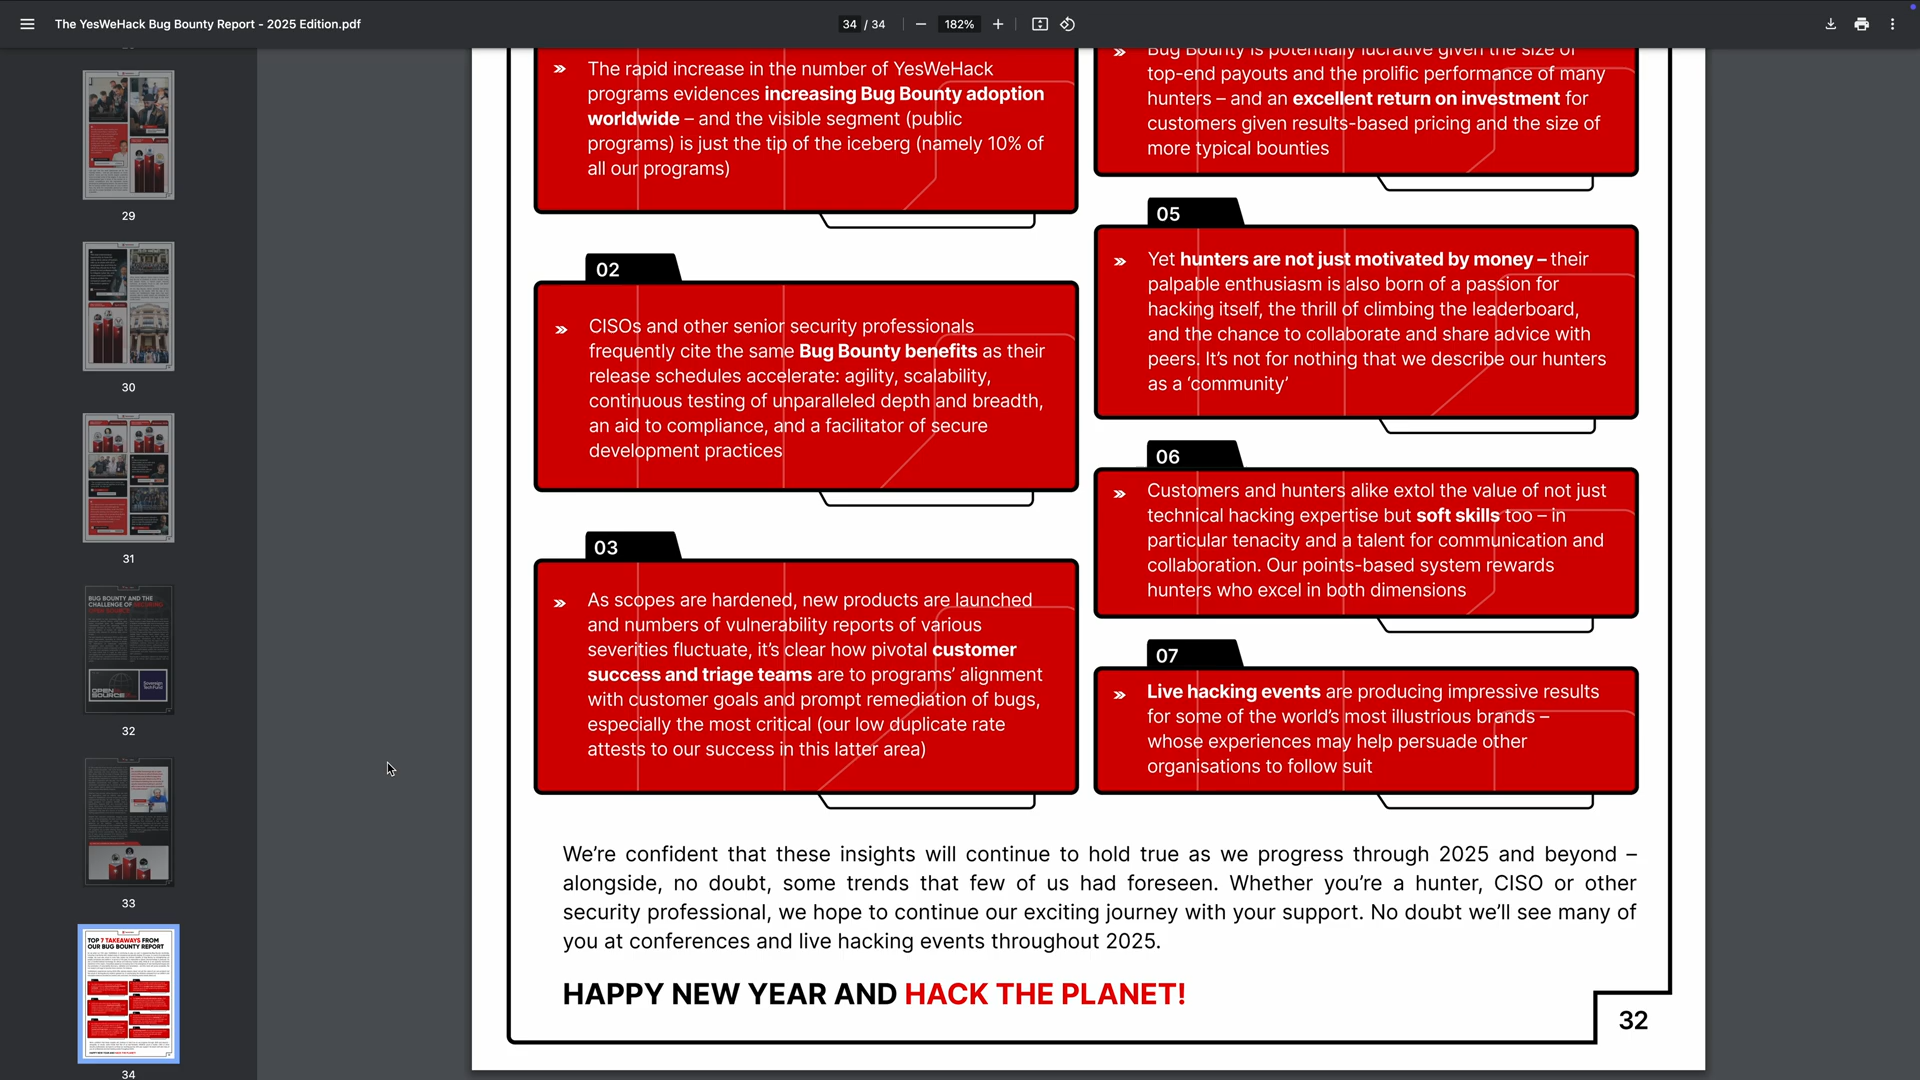 The YesWeHack Bug Bounty Report - 2025 Edition.pdf
34 / 34
182%
29
30
31
32
33
TOP 7 TAKEAWAYS FROM
OUR BUG BOUNTY REPORT
34
The rapid increase in the number of YesWeHack
programs evidences increasing Bug Bounty adoption
worldwide – and the visible segment (public
programs) is just the tip of the iceberg (namely 10% of
all our programs)
02
CISOs and other senior security professionals
frequently cite the same Bug Bounty benefits as their
release schedules accelerate: agility, scalability,
continuous testing of unparalleled depth and breadth,
an aid to compliance, and a facilitator of secure
development practices
03
As scopes are hardened, new products are launched
and numbers of vulnerability reports of various
severities fluctuate, it’s clear how pivotal customer
success and triage teams are to programs’ alignment
with customer goals and prompt remediation of bugs,
especially the most critical (our low duplicate rate
attests to our success in this latter area)
Bug Bounty is potentially lucrative given the size of
top-end payouts and the prolific performance of many
hunters – and an excellent return on investment for
customers given results-based pricing and the size of
more typical bounties
05
Yet hunters are not just motivated by money – their
palpable enthusiasm is also born of a passion for
hacking itself, the thrill of climbing the leaderboard,
and the chance to collaborate and share advice with
peers. It’s not for nothing that we describe our hunters
as a ‘community’
06
Customers and hunters alike extol the value of not just
technical hacking expertise but soft skills too – in
particular tenacity and a talent for communication and
collaboration. Our points-based system rewards
hunters who excel in both dimensions
07
Live hacking events are producing impressive results
for some of the world’s most illustrious brands –
whose experiences may help persuade other
organisations to follow suit
We’re confident that these insights will continue to hold true as we progress through 2025 and beyond –
alongside, no doubt, some trends that few of us had foreseen. Whether you’re a hunter, CISO or other
security professional, we hope to continue our exciting journey with your support. No doubt we’ll see many of
you at conferences and live hacking events throughout 2025.
HAPPY NEW YEAR AND HACK THE PLANET!
32